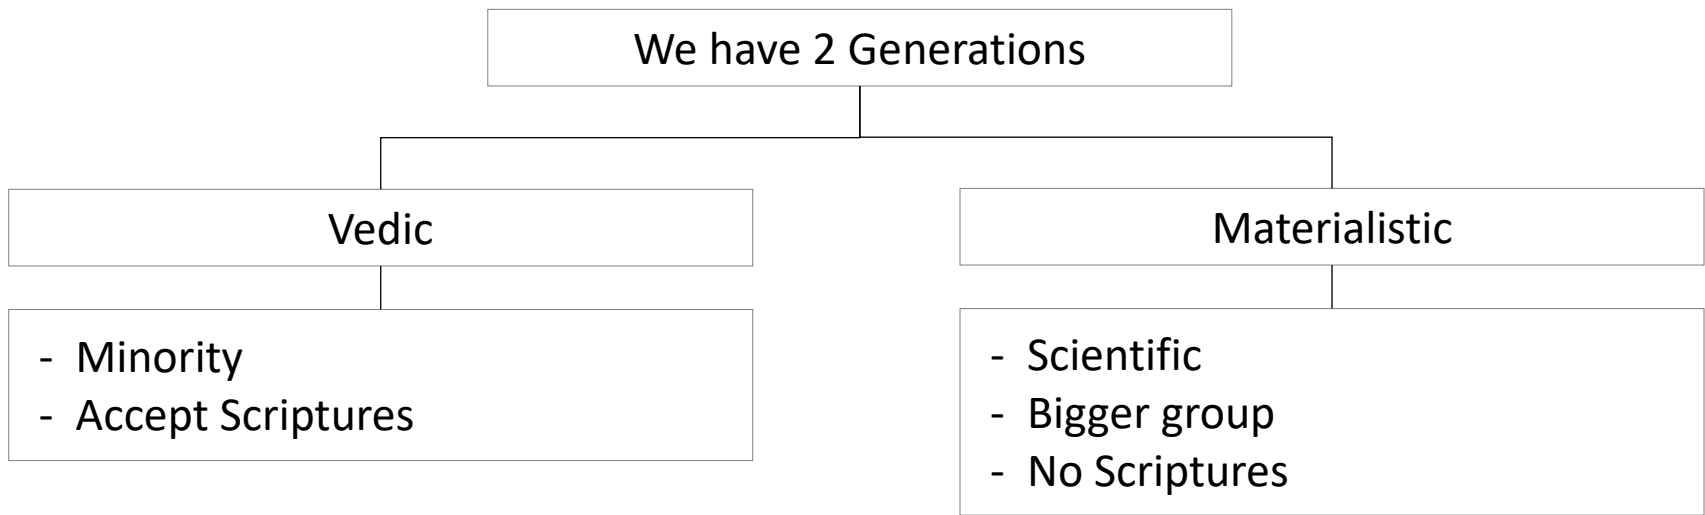 We have 2 Generations
Vedic
- Minority
- Accept Scriptures
Materialistic
- Scientific
- Bigger group
- No Scriptures